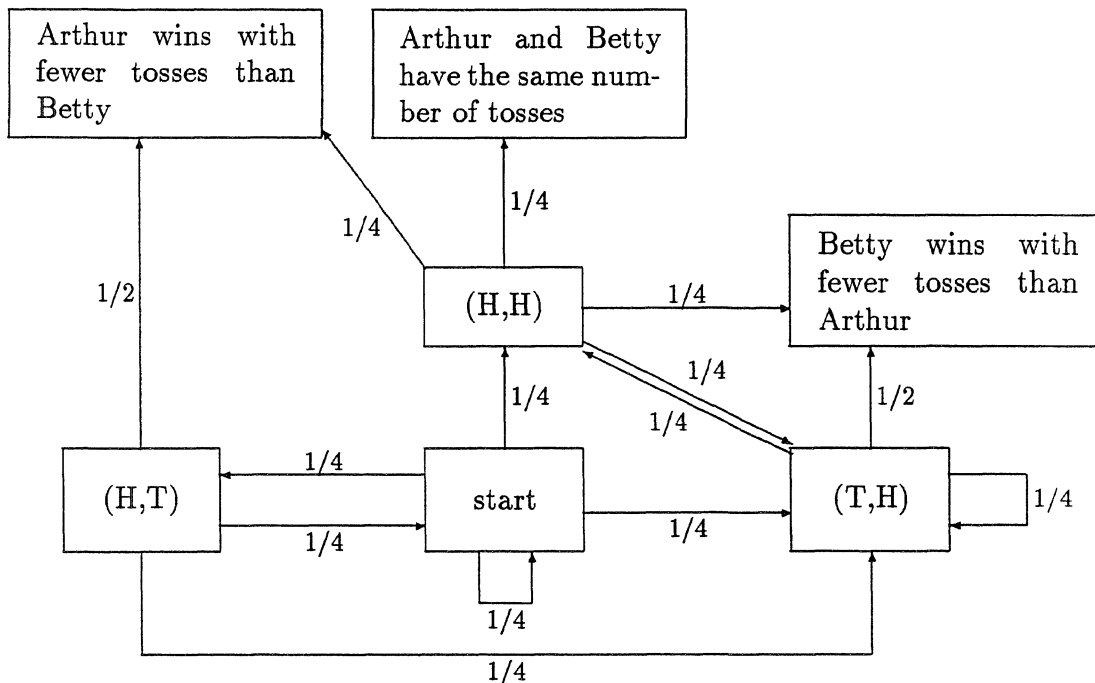 Arthur wins with
fewer tosses than
Betty
Arthur and Betty
have the same num-
ber of tosses
1/4
1/4
Betty wins with
fewer tosses than
Arthur
1/2
(H,H)
1/4
1/4
1/4
1/4
1/2
(H,T)
1/4
1/4
start
1/4
(T,H)
1/4
1/4
1/4